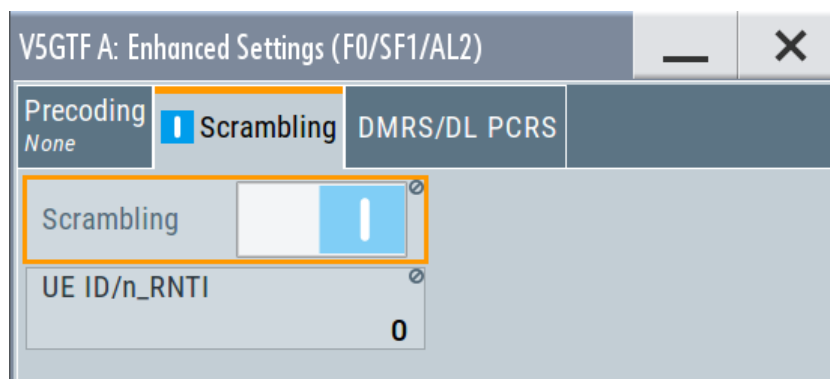 V5GTF A: Enhanced Settings (F0/SF1/AL2)
Precoding
None
Scrambling
DMRS/DL PCRS
Scrambling
UE ID/n_RNTI
0